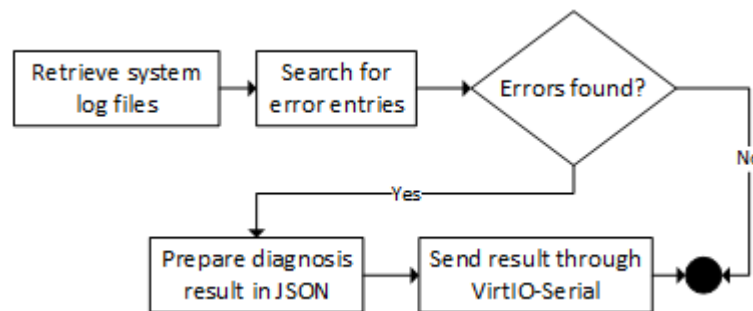 Retrieve system
log files
Search for
error entries
Errors found?
No
Yes
Prepare diagnosis
result in JSON
Send result through
VirtIO-Serial